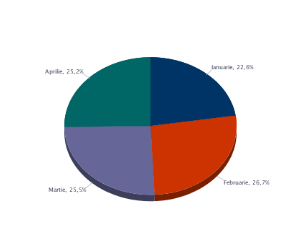 Ianuarie, 22,6%
Aprilie, 25,2%
Martie, 25,5%
Februarie, 26,7%